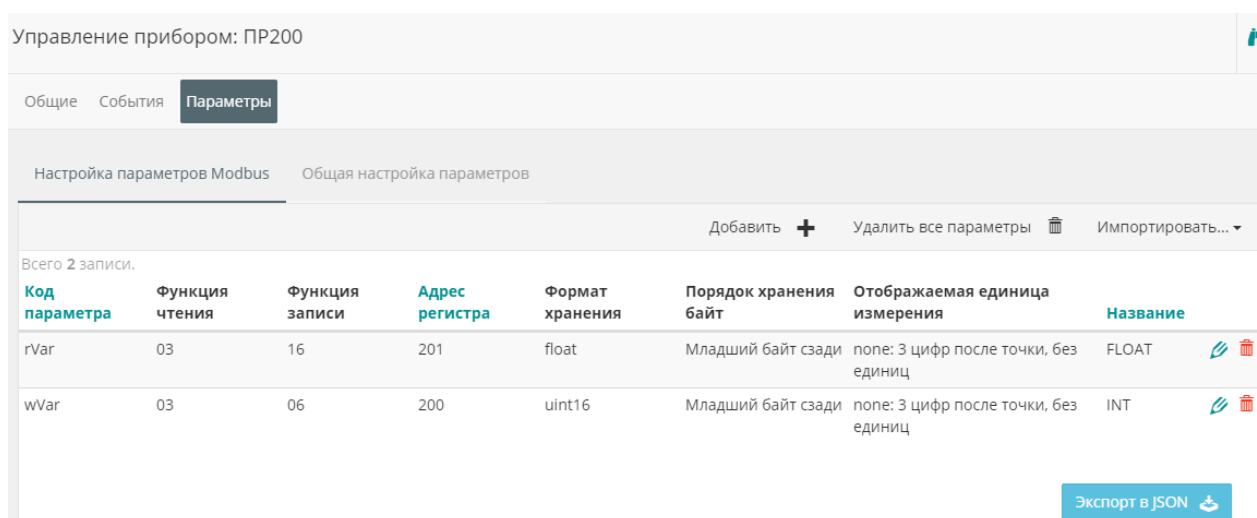 Управление прибором: ПР200
Общие События Параметры
Настройка параметров Modbus Общая настройка параметров
Добавить Удалить все параметры Импортировать...
Всего 2 записи.
Код параметра Функция чтения Функция записи Адрес регистра Формат хранения Порядок хранения байт Отображаемая единица измерения Название
rVar 03 16 201 float Младший байт сзади none: 3 цифр после точки, без единиц FLOAT
wVar 03 06 200 uint16 Младший байт сзади none: 3 цифр после точки, без единиц INT
Экспорт в JSON